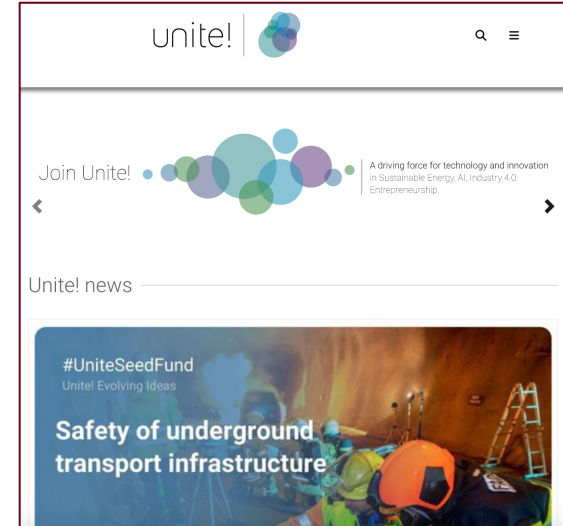 unite!
Join Unite!
A driving force for technology and innovation
in Sustainable Energy, AI, Industry 4.0
Entrepreneurship.
Unite! news
#UniteSeedFund
Unite! Evolving Ideas
Safety of underground
transport infrastructure